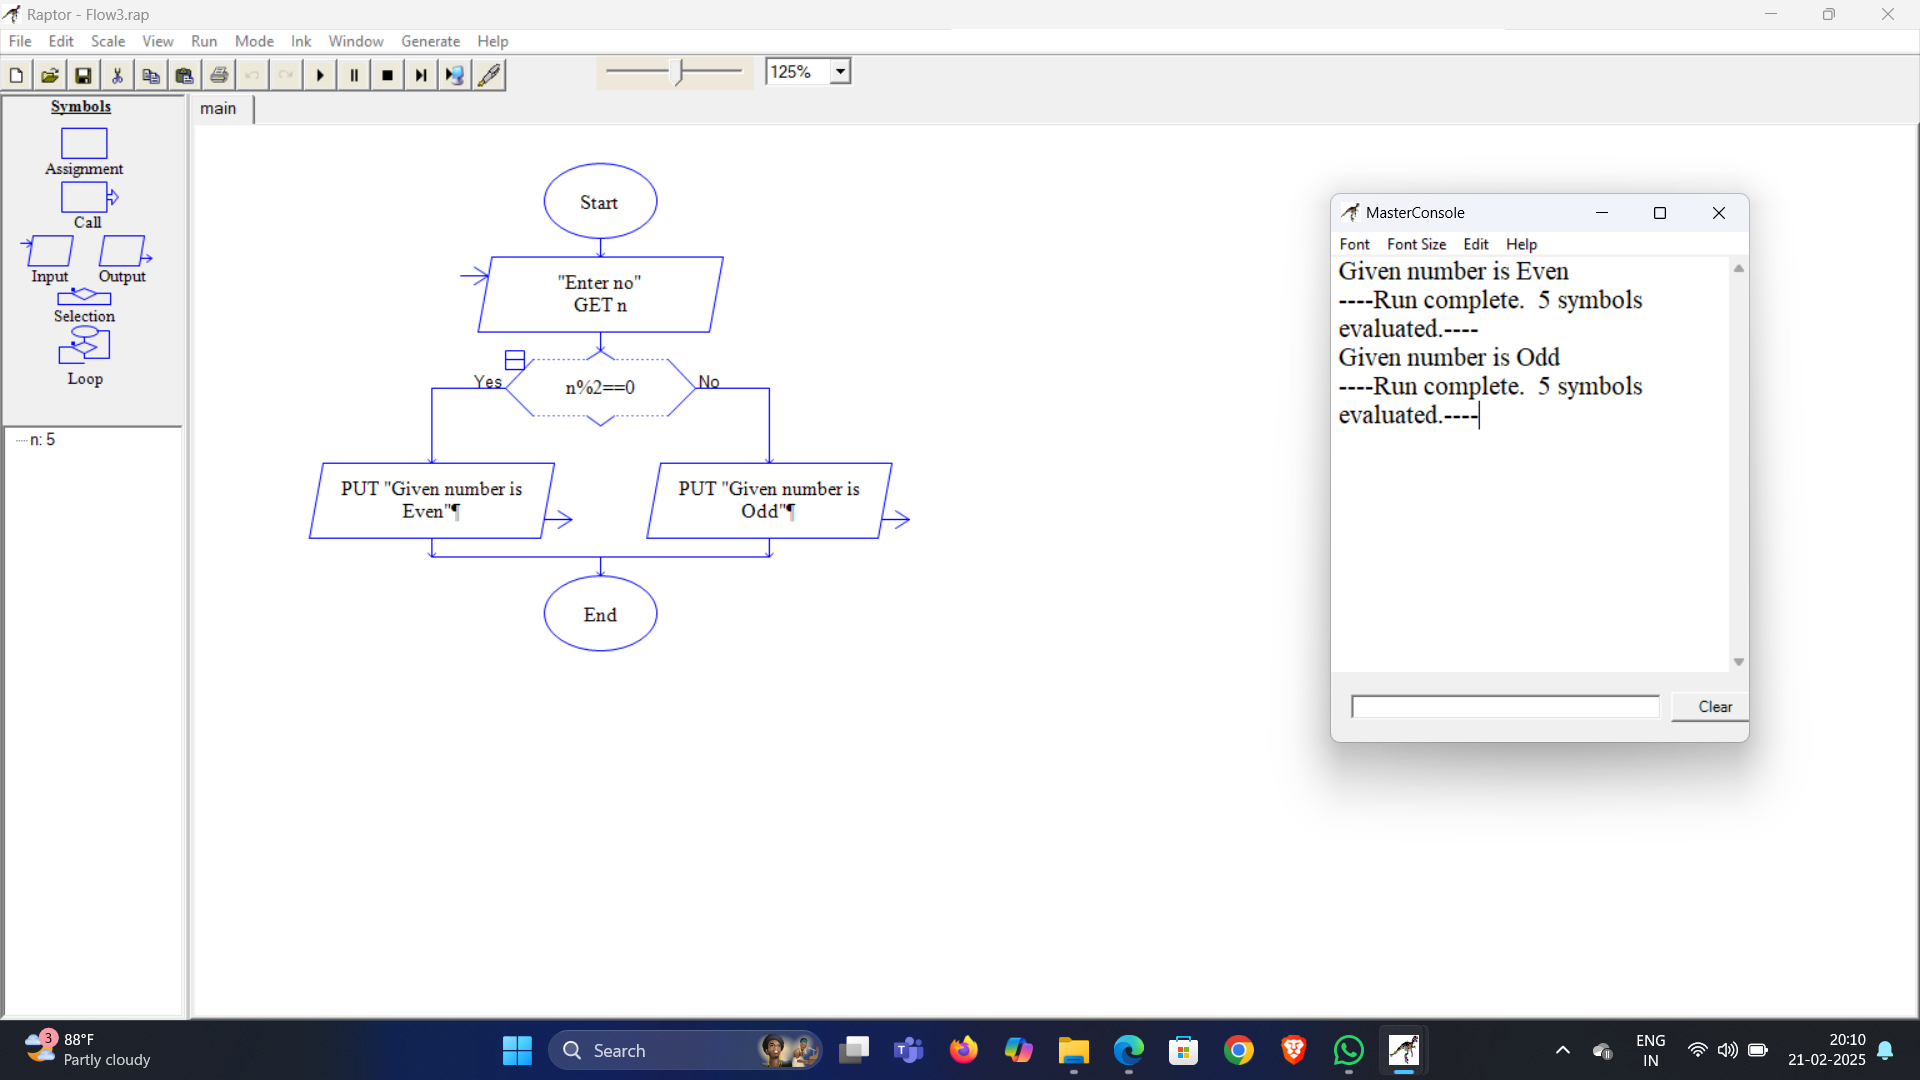 Raptor - Flow3.rap
File Edit Scale View Run Mode Ink Window Generate Help
125%
Symbols
Assignment
Call
Input Output
Selection
Loop
n: 5
main
Start
"Enter no"
GET n
Yes
n%2==0
No
PUT "Given number is
Even"¶
PUT "Given number is
Odd"¶
End
MasterConsole
Font Font Size Edit Help
Given number is Even
----Run complete.  5 symbols
evaluated.----
Given number is Odd
----Run complete.  5 symbols
evaluated.----
Clear
3
88°F
Partly cloudy
Search
ENG
IN
20:10
21-02-2025